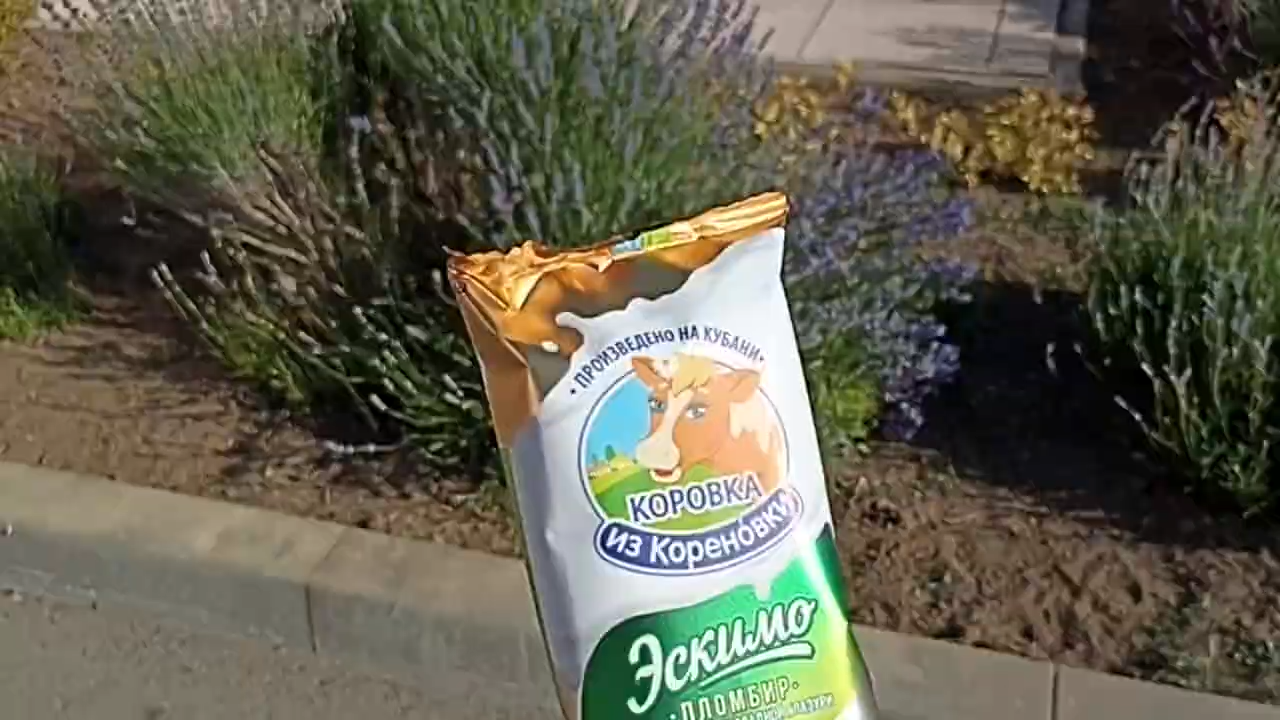 • ПРОИЗВЕДЕНО НА КУБАНИ •
КОРОВКА
из Кореновки
Эскимо
• ПЛОМБИР •